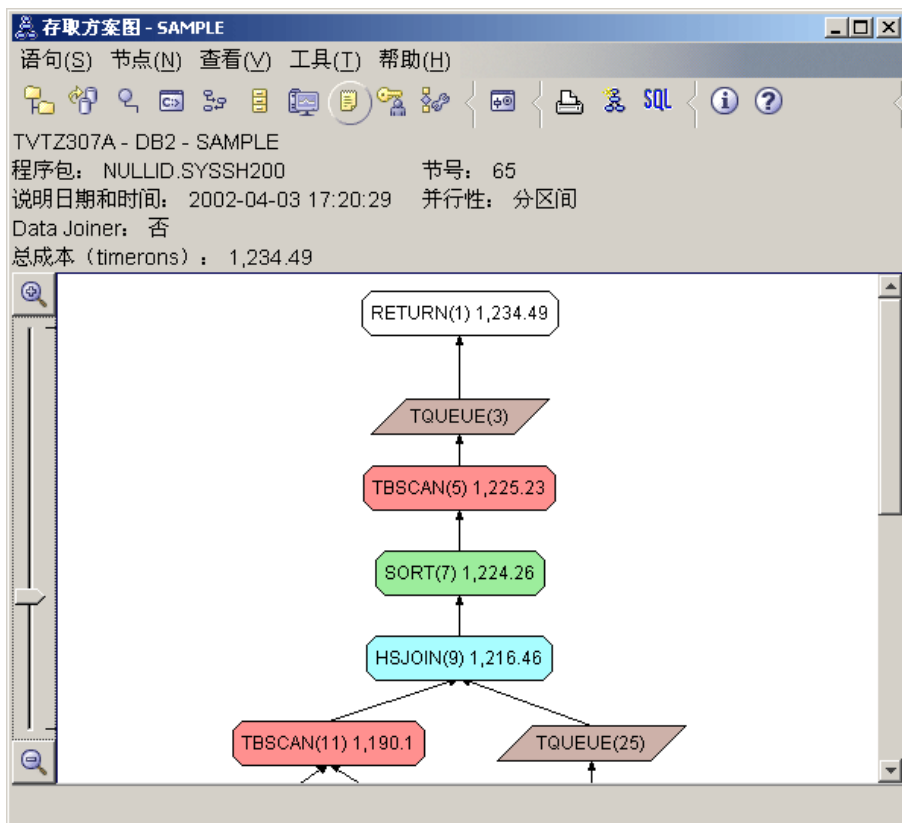 存取方案图 - SAMPLE
语句(S) 节点(N) 查看(V) 工具(T) 帮助(H)
SQL
TVTZ307A - DB2 - SAMPLE
程序包： NULLID.SYSSH200 节号： 65
说明日期和时间： 2002-04-03 17:20:29 并行性： 分区间
Data Joiner： 否
总成本（timerons）： 1,234.49
RETURN(1) 1,234.49
TQUEUE(3)
TBSCAN(5) 1,225.23
SORT(7) 1,224.26
HSJOIN(9) 1,216.46
TBSCAN(11) 1,190.1 TQUEUE(25)